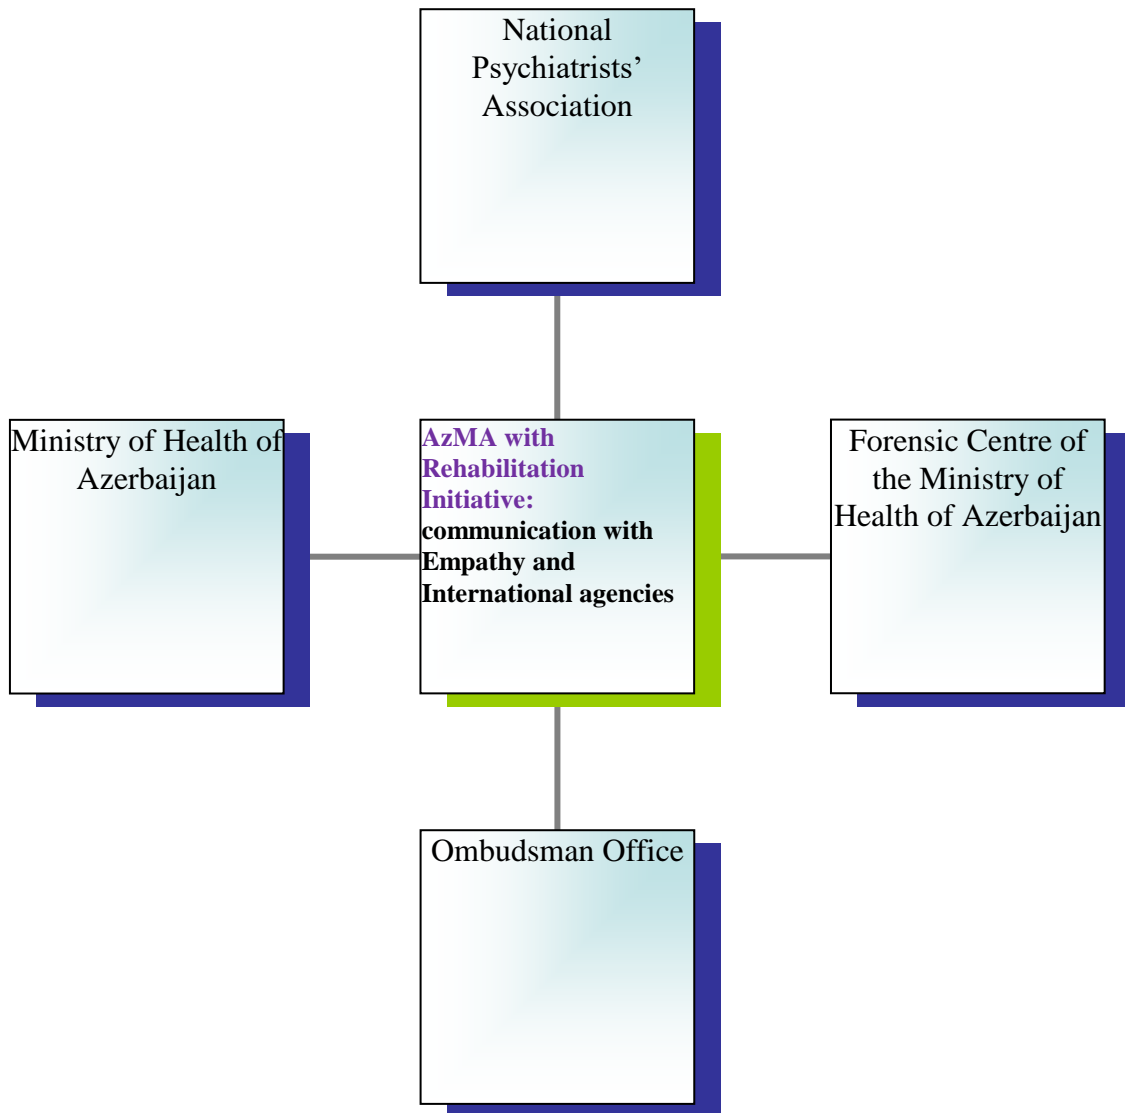 National
Psychiatrists’
Association
Ministry of Health of
Azerbaijan
AzMA with
Rehabilitation
Initiative:
communication with
Empathy and
International agencies
Forensic Centre of
the Ministry of
Health of Azerbaijan
Ombudsman Office